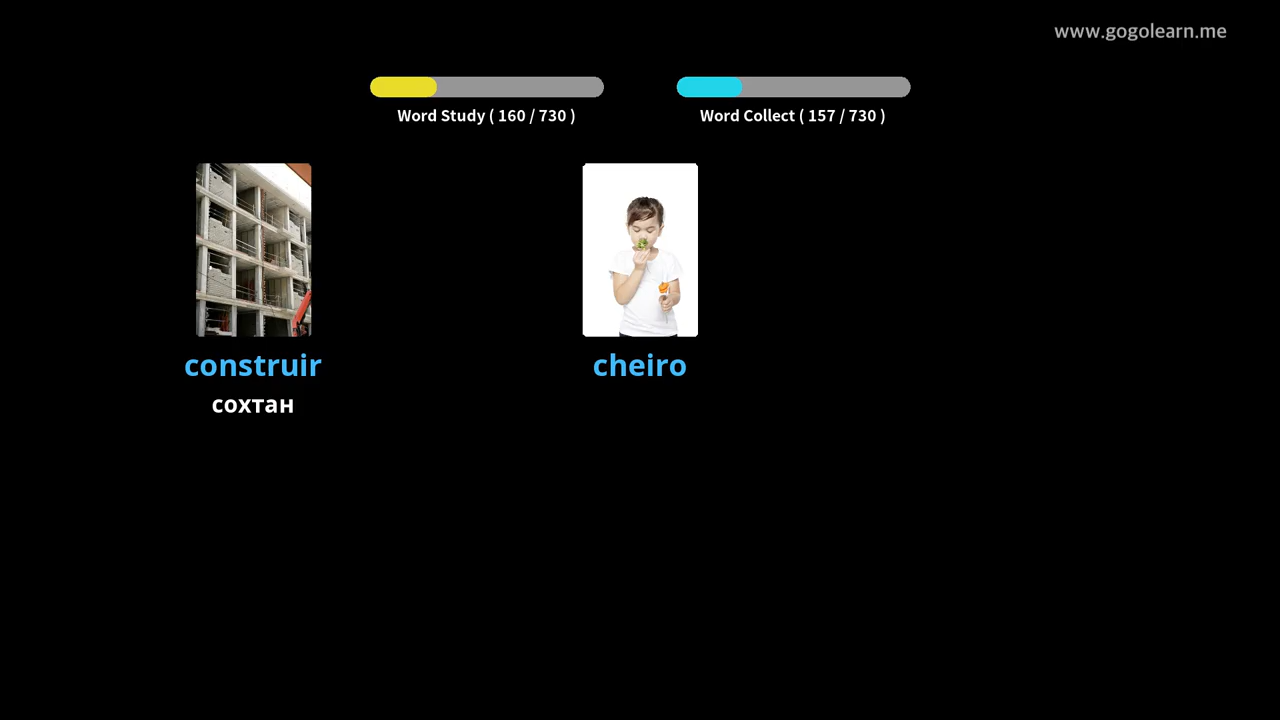 www.gogolearn.me
Word Study ( 160 / 730 )
Word Collect ( 157 / 730 )
construir
сохтан
cheiro